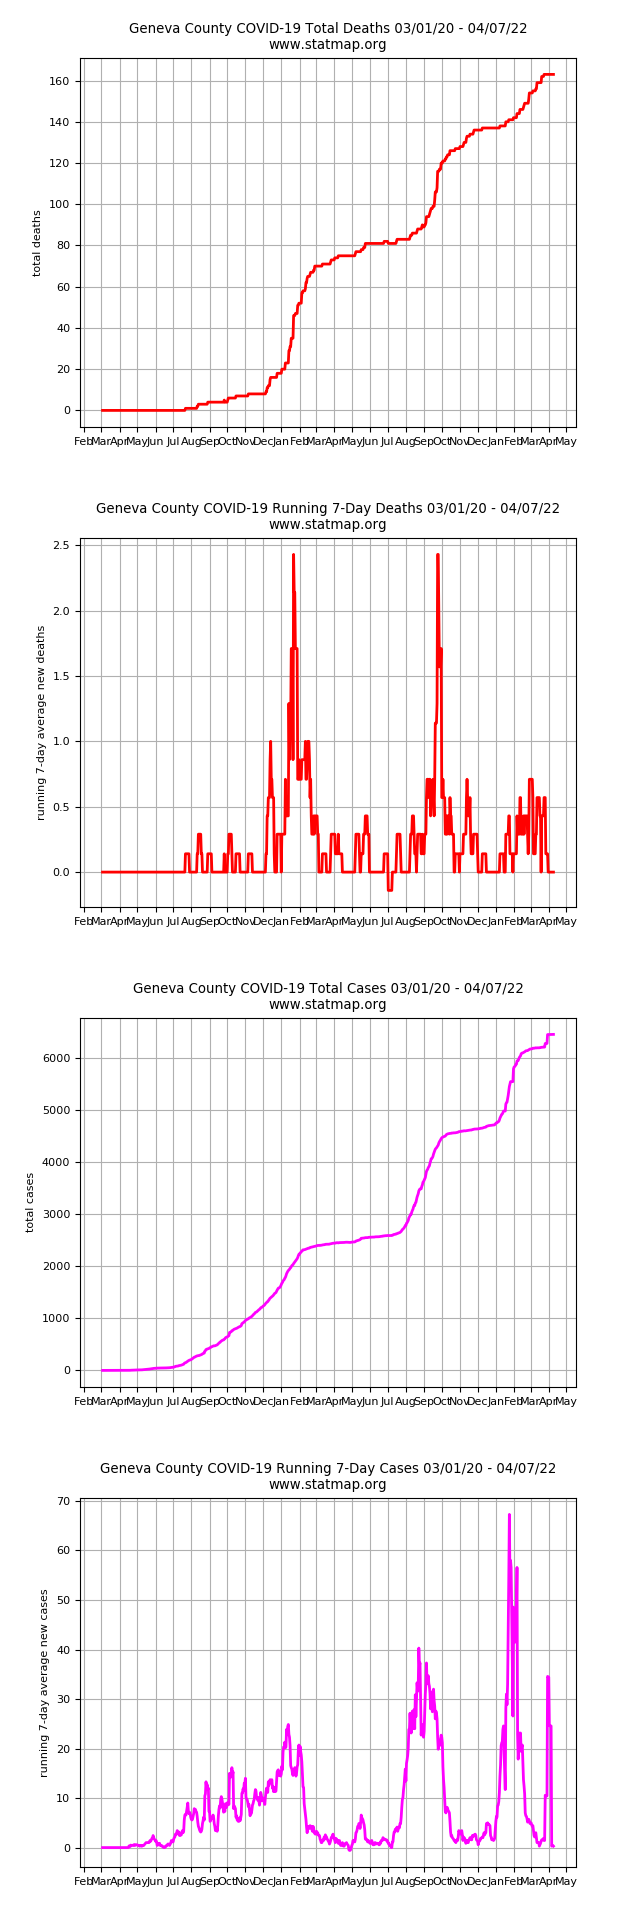 Geneva County COVID-19 Total Deaths 03/01/20 - 04/07/22
www.statmap.org
160
140
120
100
80
60
40
20
0
total deaths
Feb Mar Apr May Jun Jul Aug Sep Oct Nov Dec Jan Feb Mar Apr May Jun Jul Aug Sep Oct Nov Dec Jan Feb Mar Apr May
Geneva County COVID-19 Running 7-Day Deaths 03/01/20 - 04/07/22
www.statmap.org
2.5
2.0
1.5
1.0
0.5
0.0
running 7-day average new deaths
Feb Mar Apr May Jun Jul Aug Sep Oct Nov Dec Jan Feb Mar Apr May Jun Jul Aug Sep Oct Nov Dec Jan Feb Mar Apr May
Geneva County COVID-19 Total Cases 03/01/20 - 04/07/22
www.statmap.org
6000
5000
4000
3000
2000
1000
0
total cases
Feb Mar Apr May Jun Jul Aug Sep Oct Nov Dec Jan Feb Mar Apr May Jun Jul Aug Sep Oct Nov Dec Jan Feb Mar Apr May
Geneva County COVID-19 Running 7-Day Cases 03/01/20 - 04/07/22
www.statmap.org
70
60
50
40
30
20
10
0
running 7-day average new cases
Feb Mar Apr May Jun Jul Aug Sep Oct Nov Dec Jan Feb Mar Apr May Jun Jul Aug Sep Oct Nov Dec Jan Feb Mar Apr May